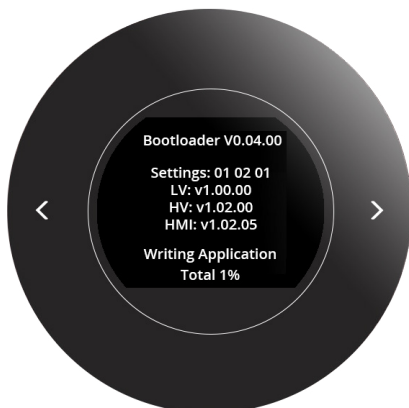 Bootloader V0.04.00
Settings: 01 02 01
LV: v1.00.00
HV: v1.02.00
HMI: v1.02.05
Writing Application
Total 1%